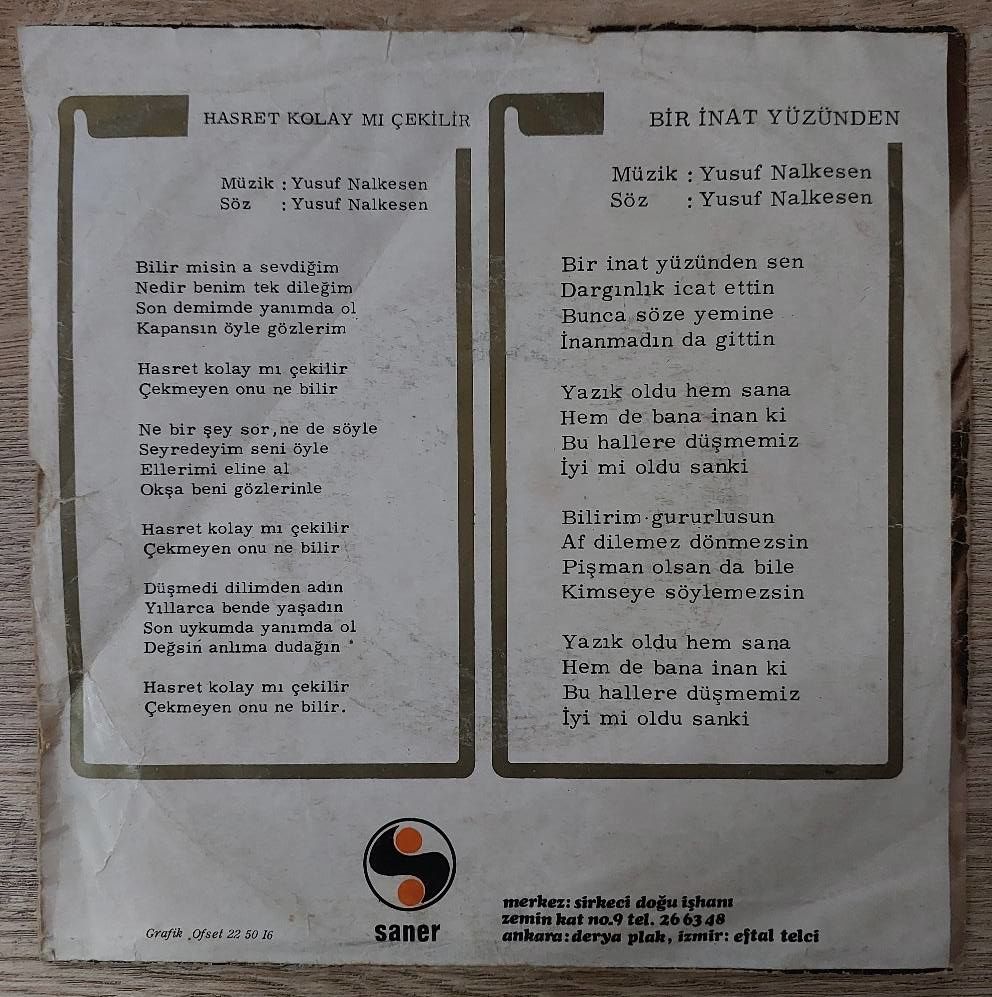 HASRET KOLAY MI ÇEKİLİR
Müzik : Yusuf Nalkesen
Söz : Yusuf Nalkesen
Bilir misin a sevdiğim
Nedir benim tek dileğim
Son demimde yanımda ol
Kapansın öyle gözlerim
Hasret kolay mı çekilir
Çekmeyen onu ne bilir
Ne bir şey sor, ne de söyle
Seyredeyim seni öyle
Ellerimi eline al
Okşa beni gözlerinle
Hasret kolay mı çekilir
Çekmeyen onu ne bilir
Düşmedi dilimden adın
Yıllarca bende yaşadın
Son uykumda yanımda ol
Değsin anlıma dudağın
Hasret kolay mı çekilir
Çekmeyen onu ne bilir.
BİR İNAT YÜZÜNDEN
Müzik : Yusuf Nalkesen
Söz : Yusuf Nalkesen
Bir inat yüzünden sen
Dargınlık icat ettin
Bunca söze yemine
İnanmadın da gittin
Yazık oldu hem sana
Hem de bana inan ki
Bu hallere düşmemiz
İyi mi oldu sanki
Bilirim gururlusun
Af dilemez dönmezsin
Pişman olsan da bile
Kimseye söylemezsin
Yazık oldu hem sana
Hem de bana inan ki
Bu hallere düşmemiz
İyi mi oldu sanki
Grafik Ofset 22 50 16
saner
merkez: sirkeci doğu işhanı
zemin kat no.9 tel. 26 63 48
ankara: derya plak, izmir: eftal telci